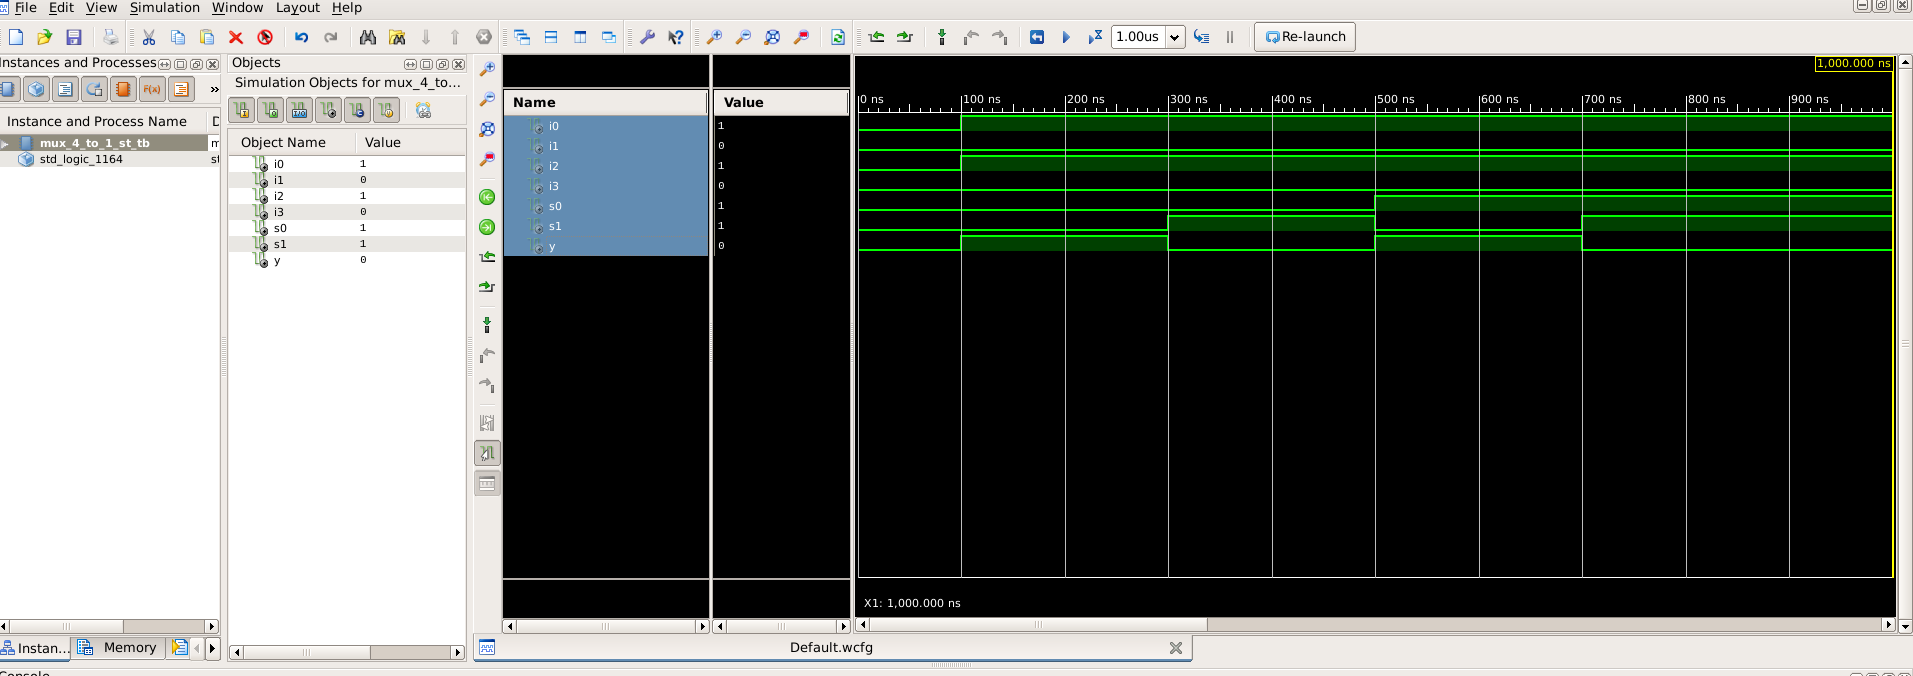 File Edit View Simulation Window Layout Help
1.00us Re-launch
Instances and Processes
Instance and Process Name
mux_4_to_1_st_tb
std_logic_1164
Instan... Memory
Objects
Simulation Objects for mux_4_to...
Object Name Value
i0 1
i1 0
i2 1
i3 0
s0 1
s1 1
y 0
Name Value
i0 1
i1 0
i2 1
i3 0
s0 1
s1 1
y 0
1,000.000 ns
0 ns 100 ns 200 ns 300 ns 400 ns 500 ns 600 ns 700 ns 800 ns 900 ns
X1: 1,000.000 ns
Default.wcfg
Console